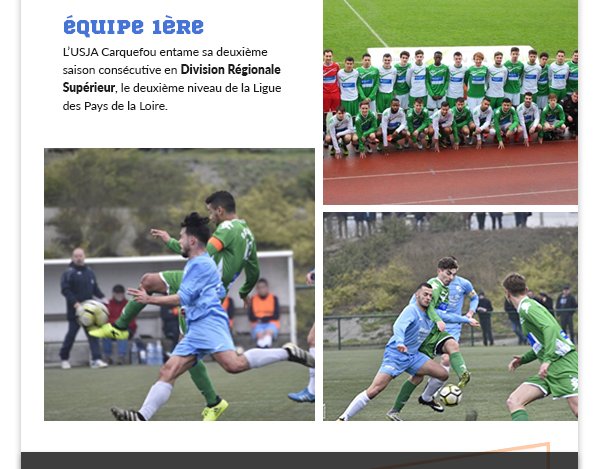 ÉQUIPE 1ÈRE
L'USJA Carquefou entame sa deuxième
saison consécutive en Division Régionale
Supérieur, le deuxième niveau de la Ligue
des Pays de la Loire.